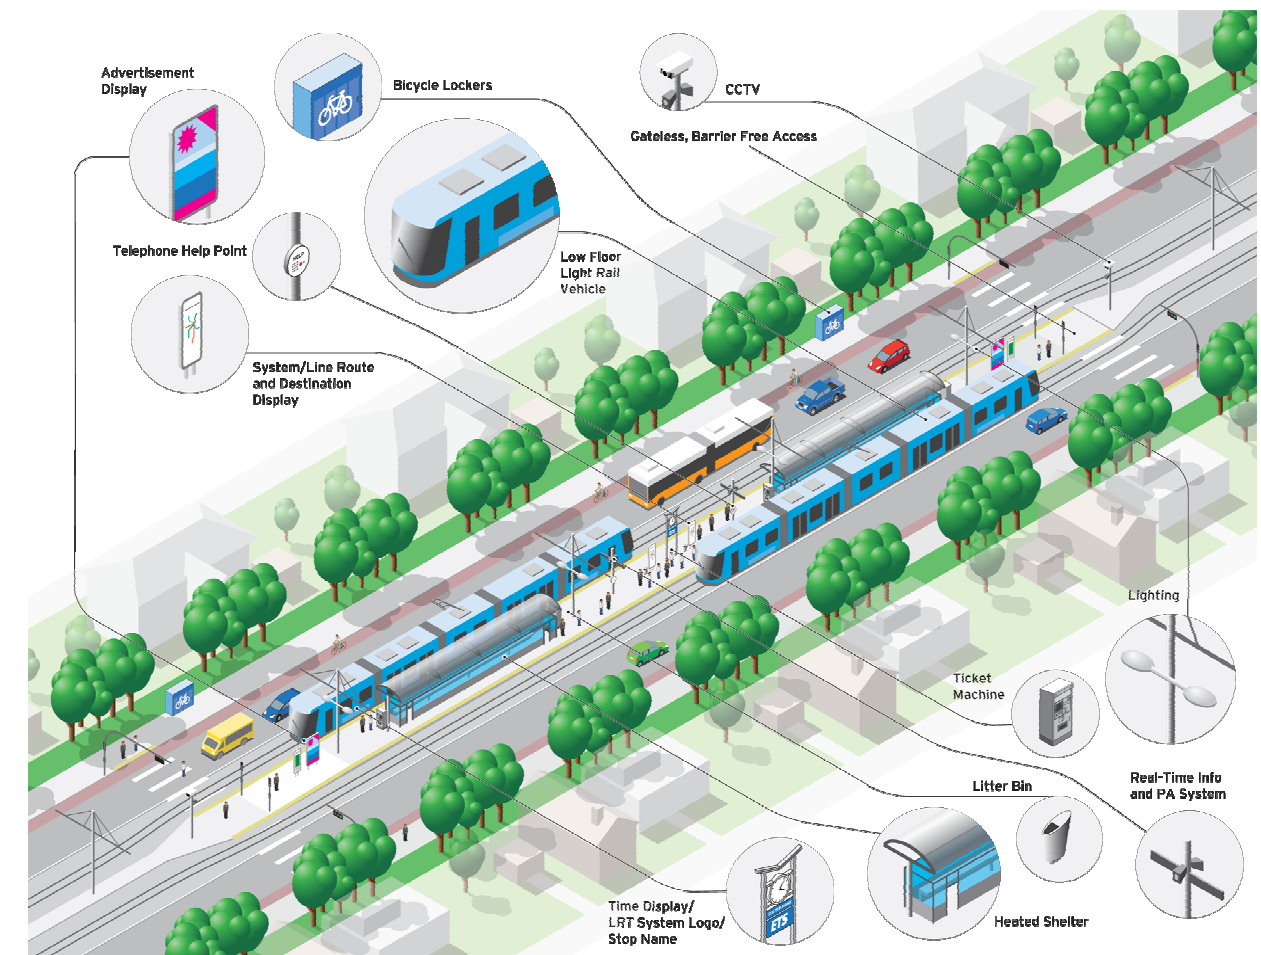 Advertisement
Display
Bicycle Lockers
CCTV
Gateless, Barrier Free Access
Telephone Help Point
HELP
Low Floor
Light Rail
Vehicle
System/Line Route
and Destination
Display
Lighting
Ticket
Machine
Real-Time Info
and PA System
Litter Bin
Time Display/
LRT System Logo/
Stop Name
ETS
Heated Shelter